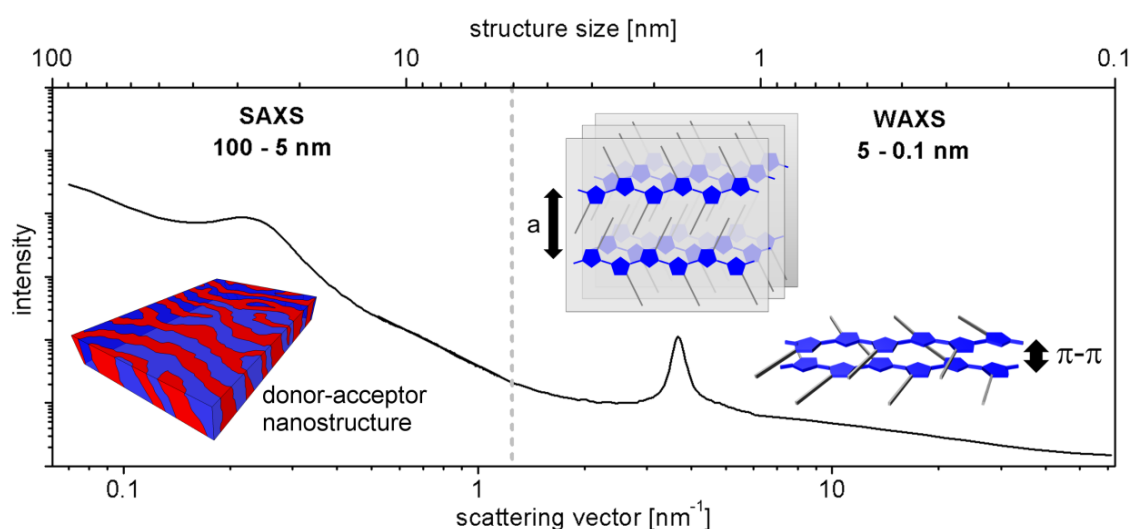 structure size [nm]
100 10 1 0.1
SAXS
100 - 5 nm
WAXS
5 - 0.1 nm
a
π-π
intensity
donor-acceptor
nanostructure
0.1 1 10
scattering vector [nm⁻¹]